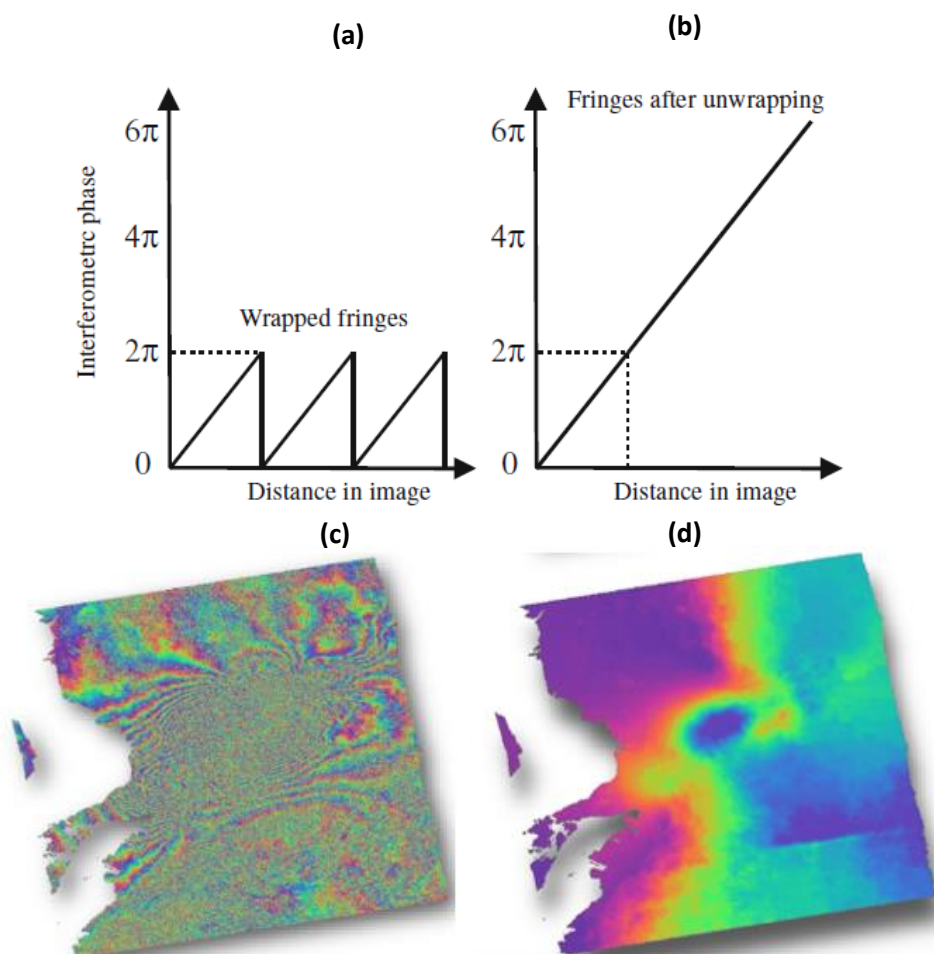 (a)
(b)
Interferometrc phase
6π
4π
2π
0
Wrapped fringes
Distance in image
Fringes after unwrapping
6π
4π
2π
0
Distance in image
(c)
(d)